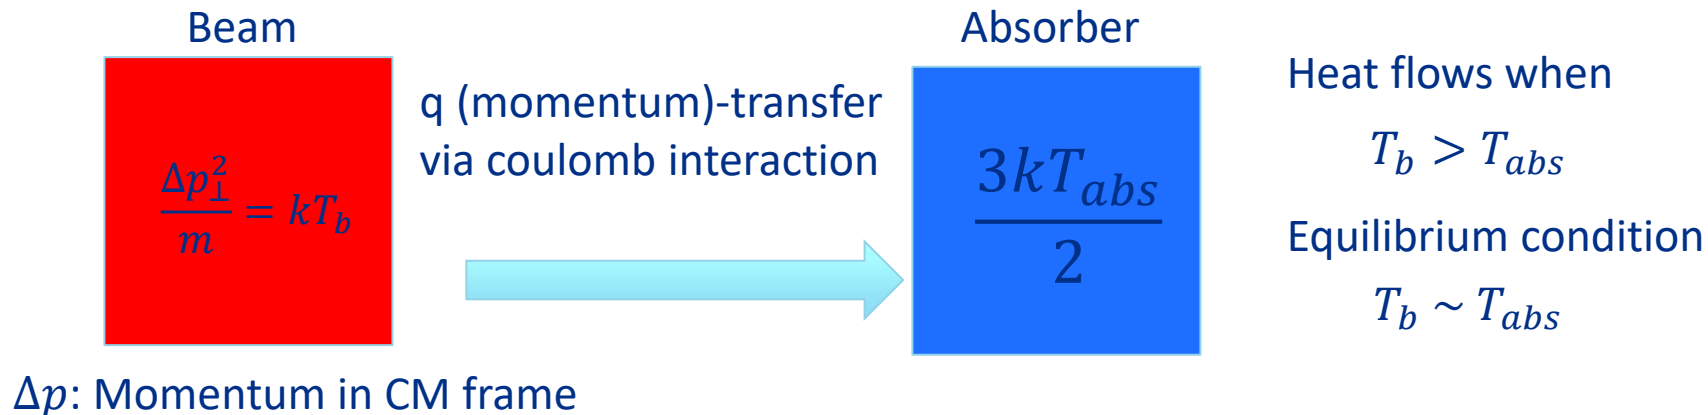 Beam
Absorber
Heat flows when
q (momentum)-transfer
via coulomb interaction
Δp⊥²/m = kT_b
3kT_abs/2
T_b > T_abs
Equilibrium condition
T_b ~ T_abs
Δp: Momentum in CM frame